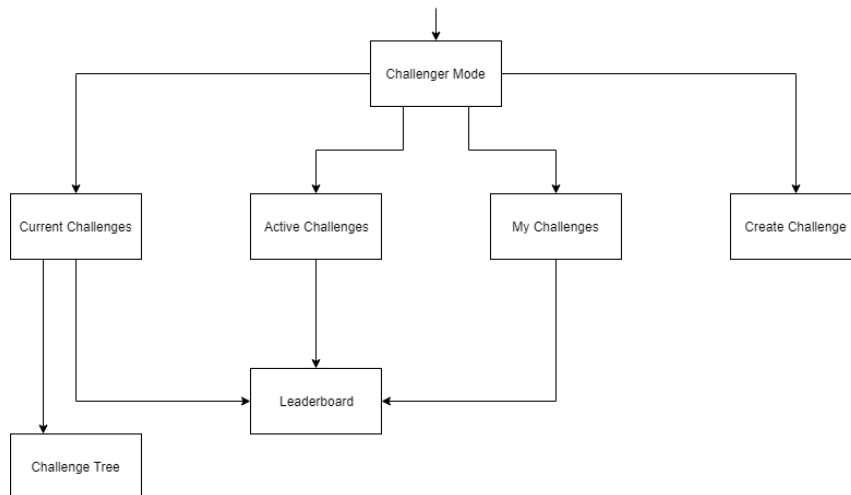 Challenger Mode
Current Challenges
Active Challenges
My Challenges
Create Challenge
Leaderboard
Challenge Tree